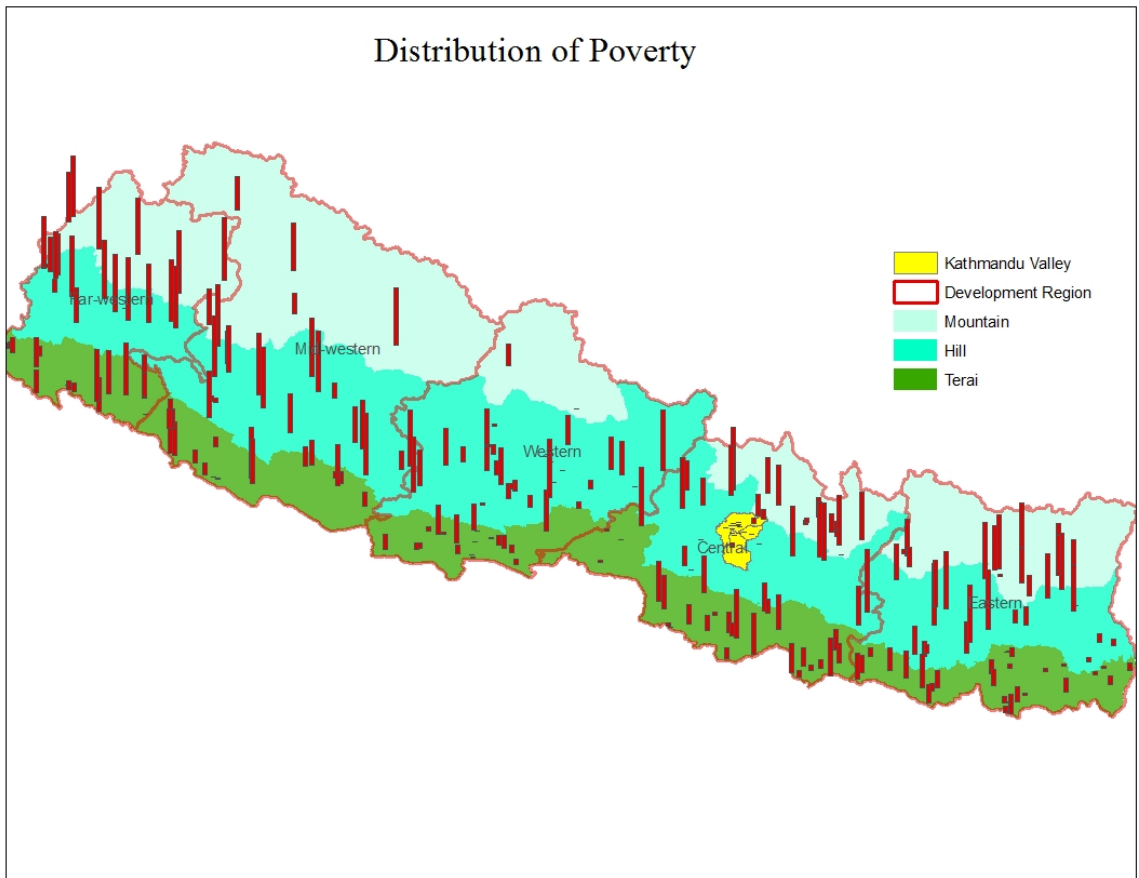 Distribution of Poverty
Kathmandu Valley
Development Region
Mountain
Hill
Terai
Far-western
Mid-western
Western
Central
Eastern